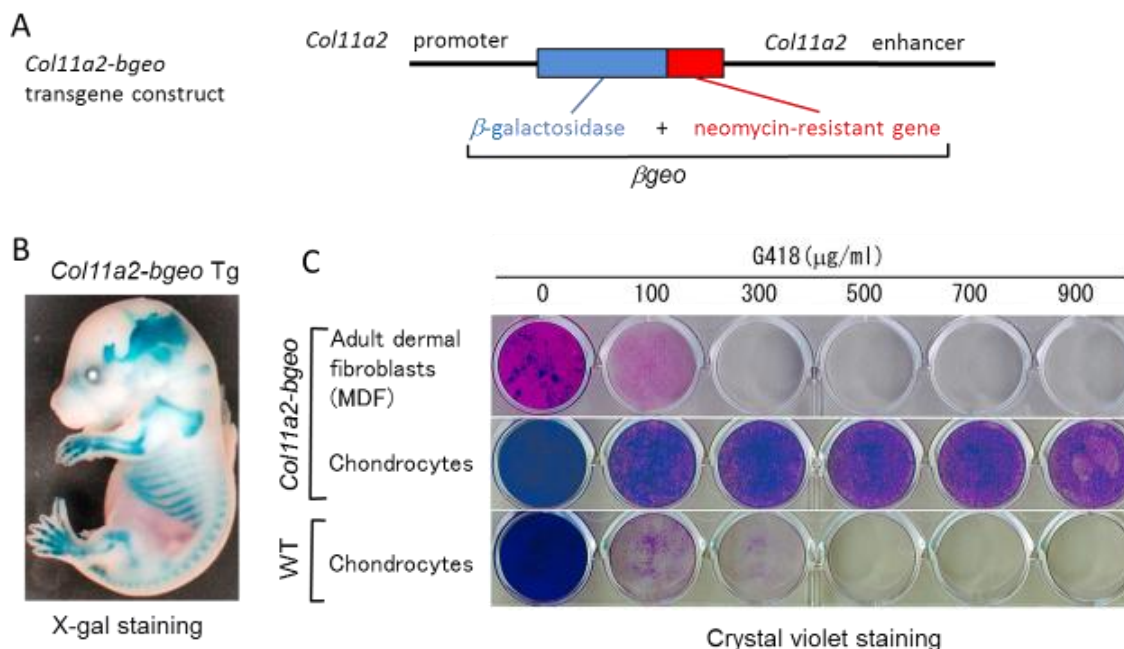 A
Col11a2-bgeo
transgene construct
Col11a2 promoter
Col11a2 enhancer
β-galactosidase + neomycin-resistant gene
βgeo
B
Col11a2-bgeo Tg
X-gal staining
C
G418(μg/ml)
0 100 300 500 700 900
Col11a2-bgeo
Adult dermal
fibroblasts
(MDF)
Chondrocytes
WT
Chondrocytes
Crystal violet staining